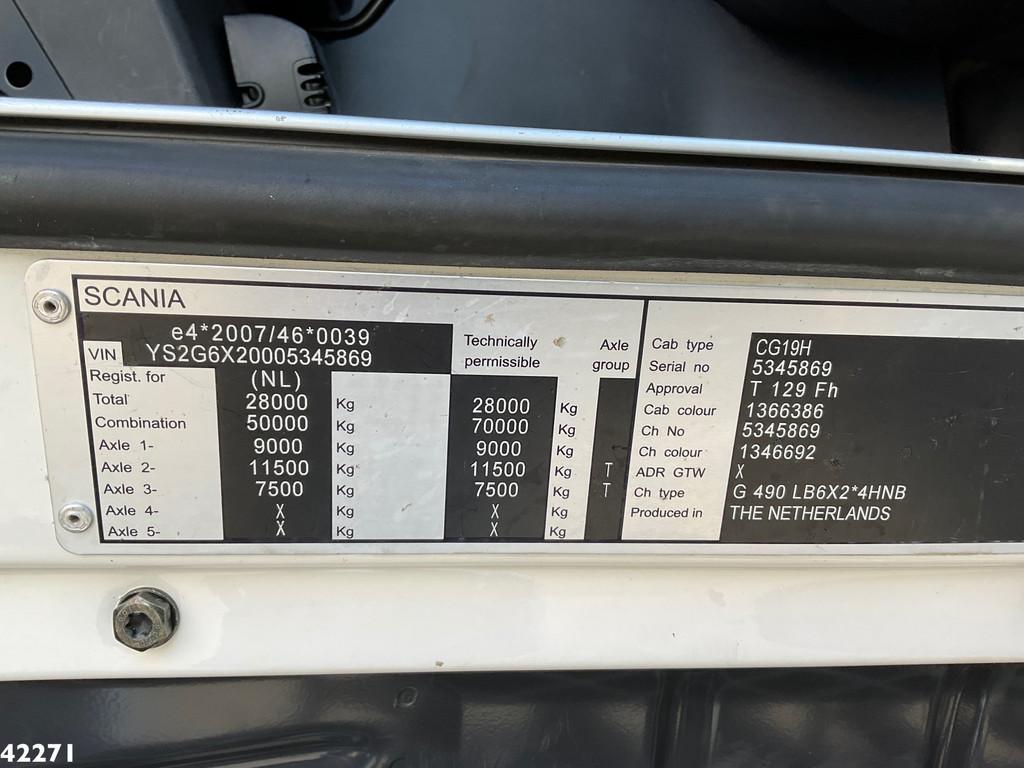 SCANIA
e4*2007/46*0039
VIN YS2G6X20005345869
Technically permissible
Axle group
Regist. for (NL)
Total 28000 Kg 28000 Kg
Combination 50000 Kg 70000 Kg
Axle 1- 9000 Kg 9000 Kg
Axle 2- 11500 Kg 11500 Kg T
Axle 3- 7500 Kg 7500 Kg T
Axle 4- X Kg X Kg
Axle 5- X Kg X Kg
Cab type CG19H
Serial no 5345869
Approval T 129 Fh
Cab colour 1366386
Ch No 5345869
Ch colour 1346692
ADR GTW X
Ch type G 490 LB6X2*4HNB
Produced in THE NETHERLANDS
42271